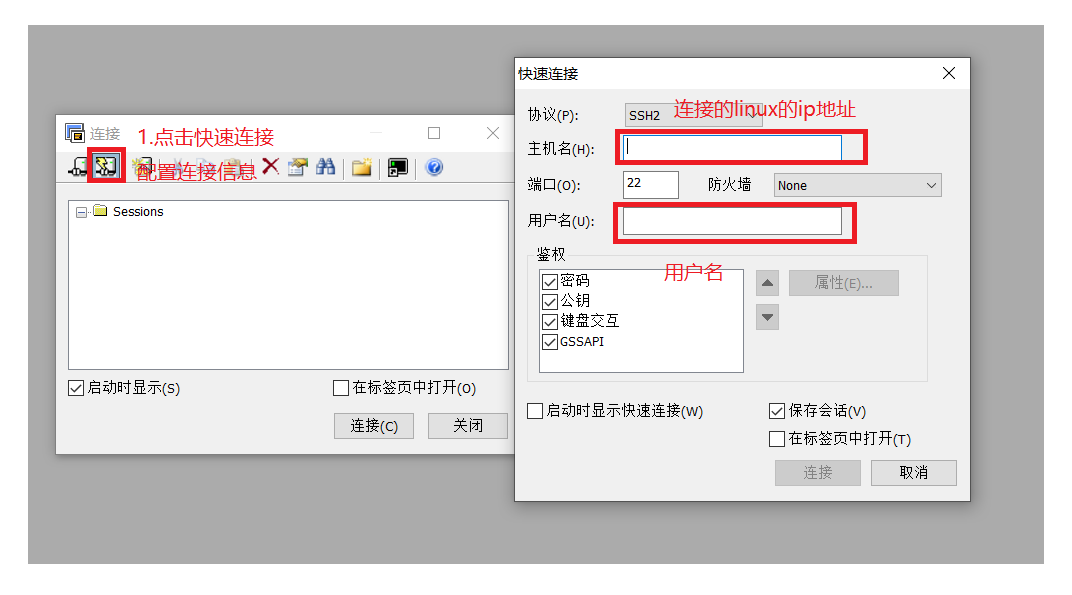 连接
1.点击快速连接
配置连接信息
Sessions
启动时显示(S)
在标签页中打开(O)
连接(C)
关闭
快速连接
协议(P):
SSH2
连接的linux的ip地址
主机名(H):
端口(O):
22
防火墙
None
用户名(U):
鉴权
用户名
密码
公钥
键盘交互
GSSAPI
属性(E)...
启动时显示快速连接(W)
保存会话(V)
在标签页中打开(T)
连接
取消